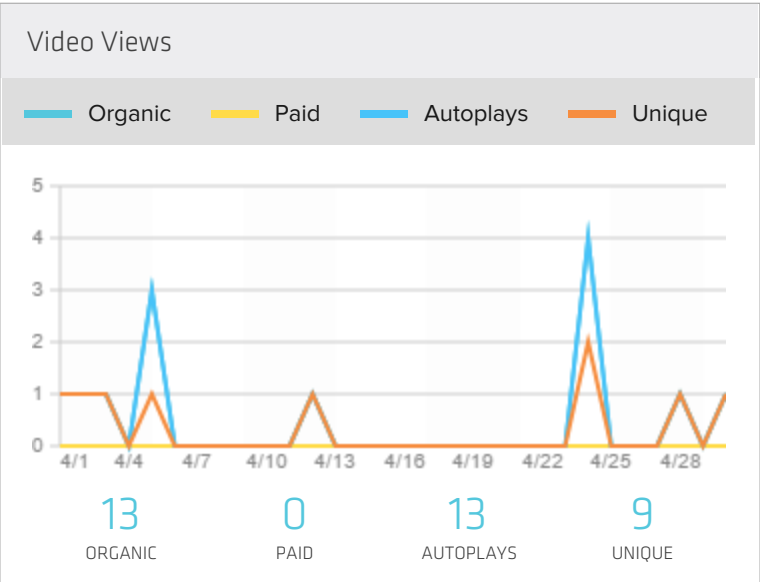 Video Views
Organic Paid Autoplays Unique
5
4
3
2
1
0
4/1 4/4 4/7 4/10 4/13 4/16 4/19 4/22 4/25 4/28
13 0 13 9
ORGANIC PAID AUTOPLAYS UNIQUE